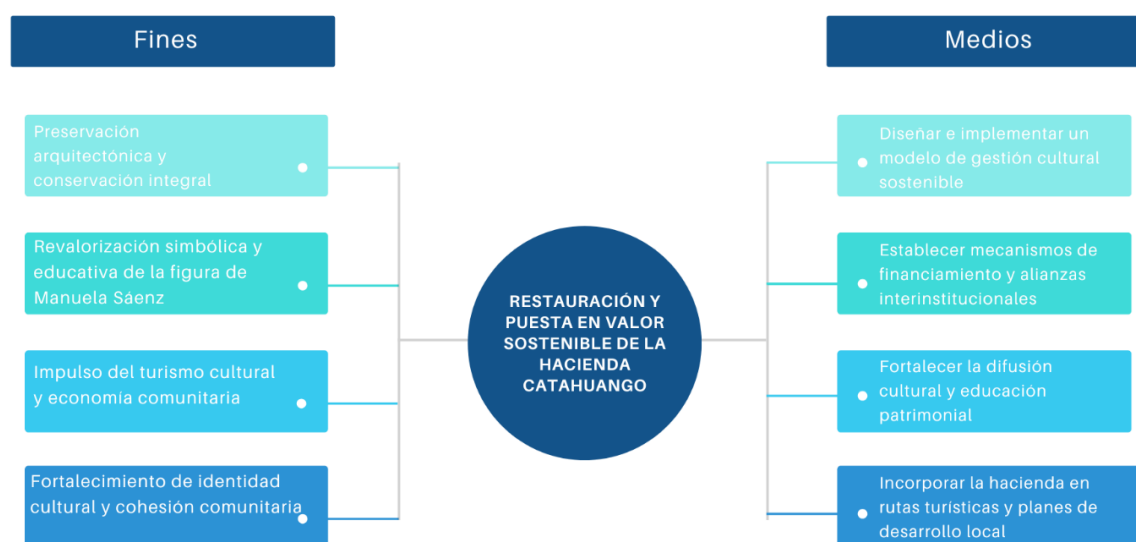 Fines
Preservación
arquitectónica y
conservación integral
Revalorización simbólica y
educativa de la figura de
Manuela Sáenz
Impulso del turismo cultural
y economía comunitaria
Fortalecimiento de identidad
cultural y cohesión comunitaria
RESTAURACIÓN Y
PUESTA EN VALOR
SOSTENIBLE DE LA
HACIENDA
CATAHUANGO
Medios
Diseñar e implementar un
modelo de gestión cultural
sostenible
Establecer mecanismos de
financiamiento y alianzas
interinstitucionales
Fortalecer la difusión
cultural y educación
patrimonial
Incorporar la hacienda en
rutas turísticas y planes de
desarrollo local